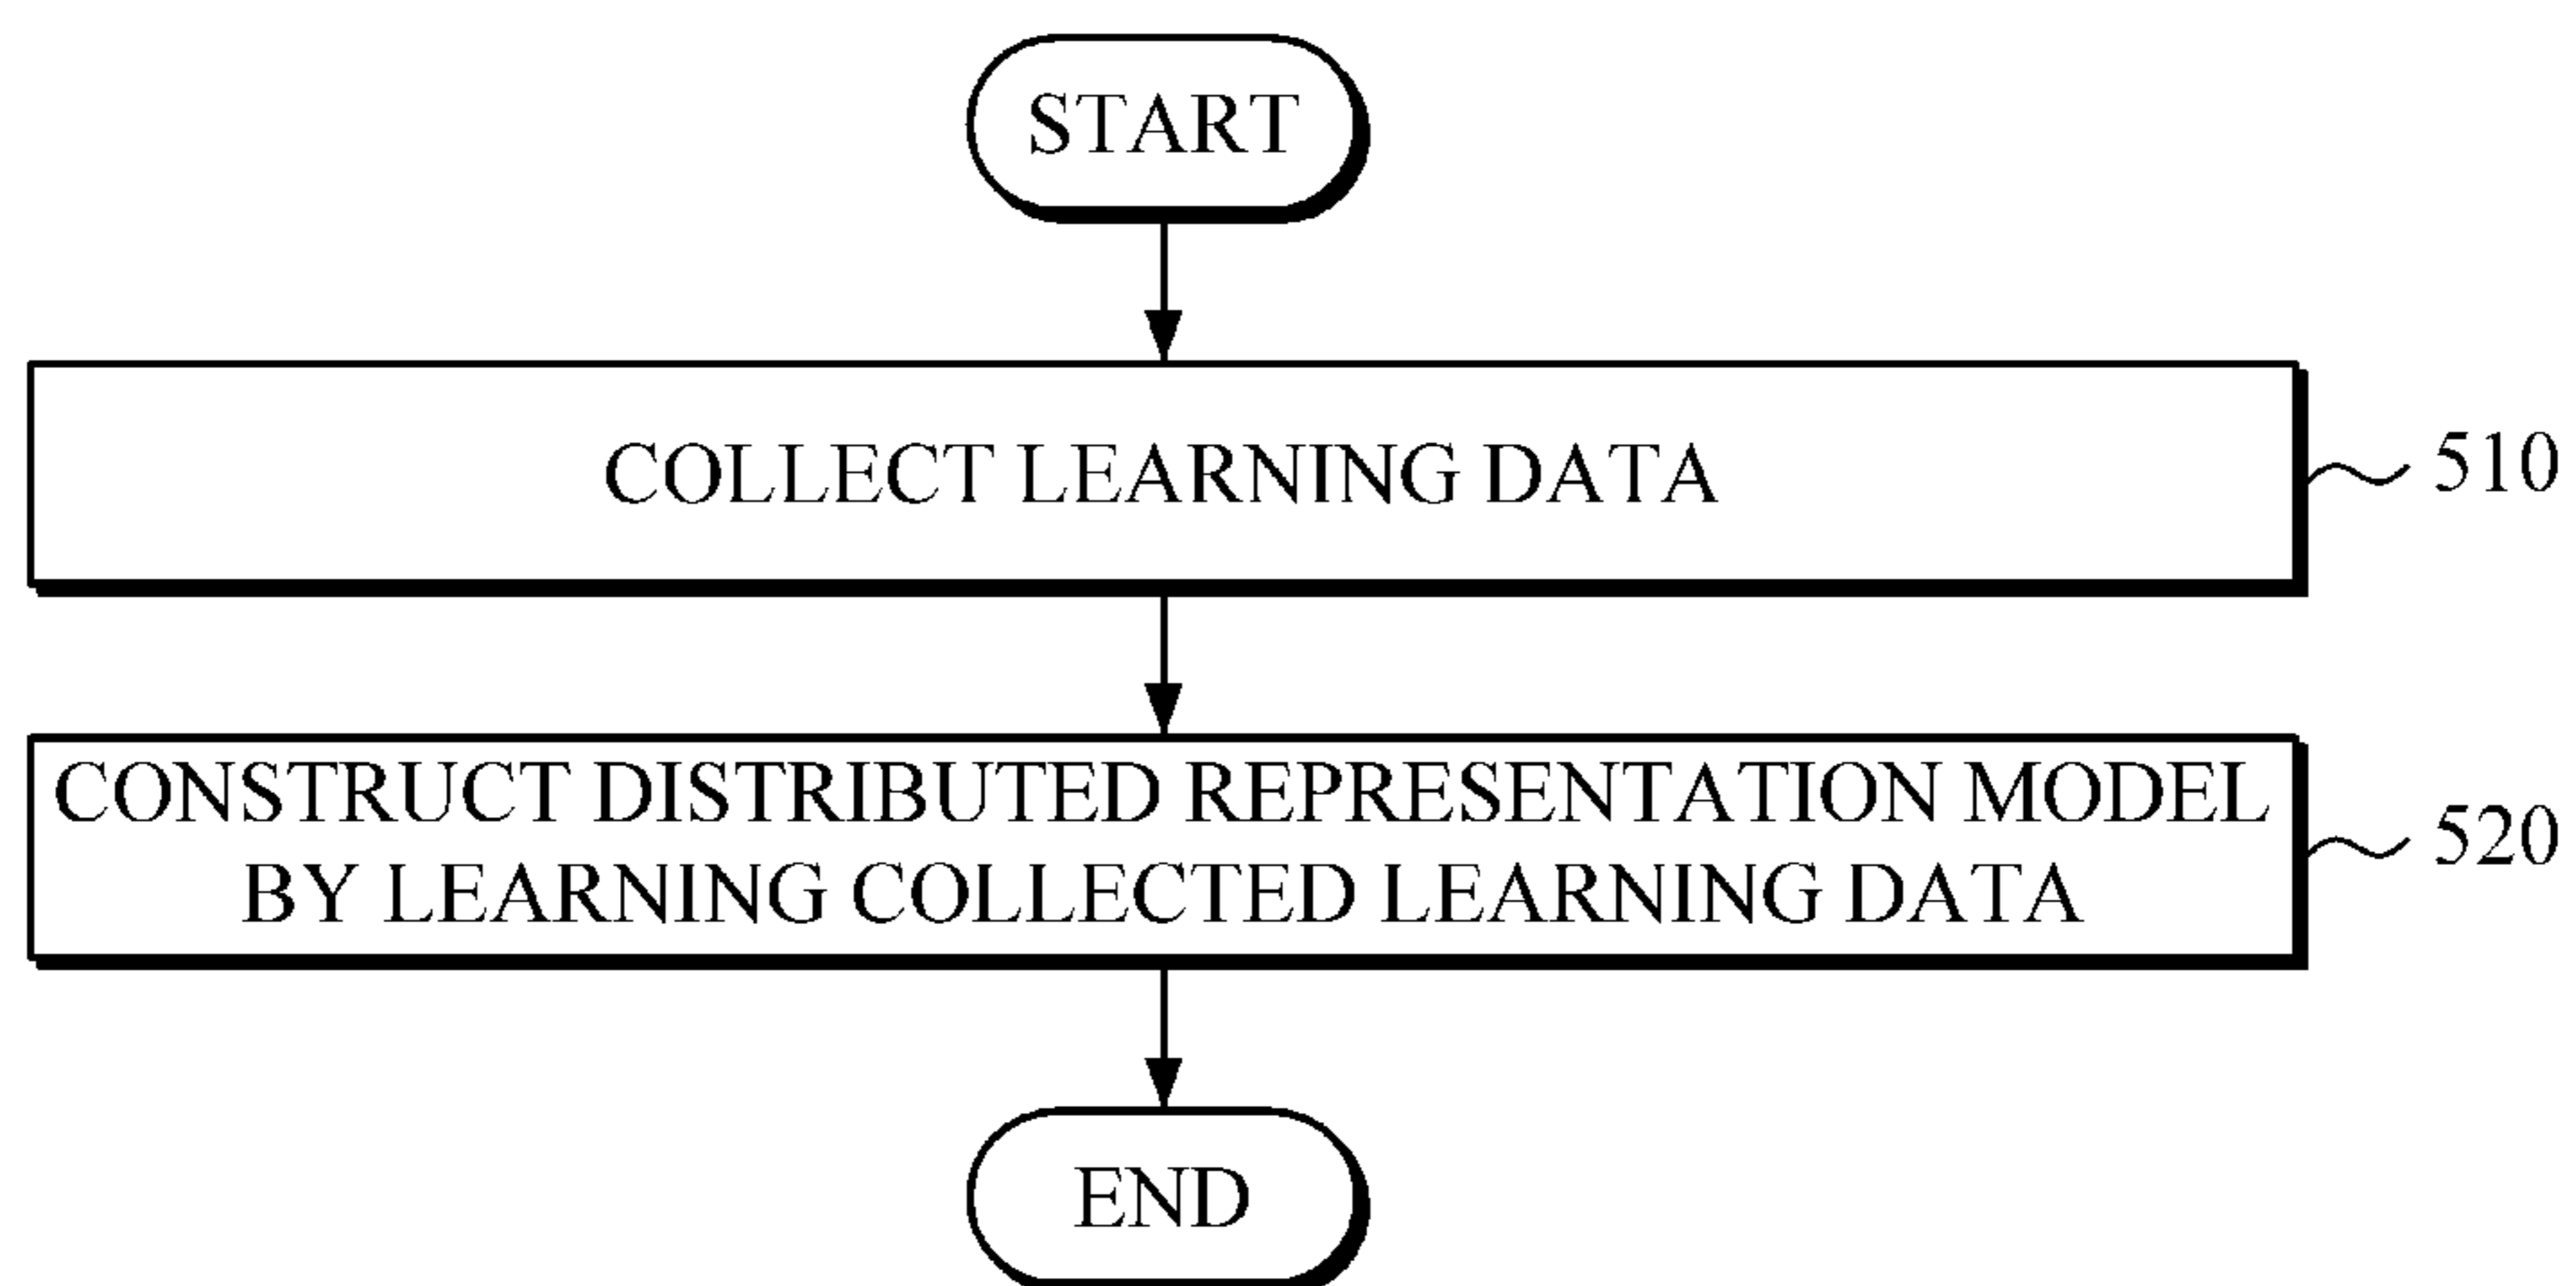 START
COLLECT LEARNING DATA
510
CONSTRUCT DISTRIBUTED REPRESENTATION MODEL
BY LEARNING COLLECTED LEARNING DATA
520
END